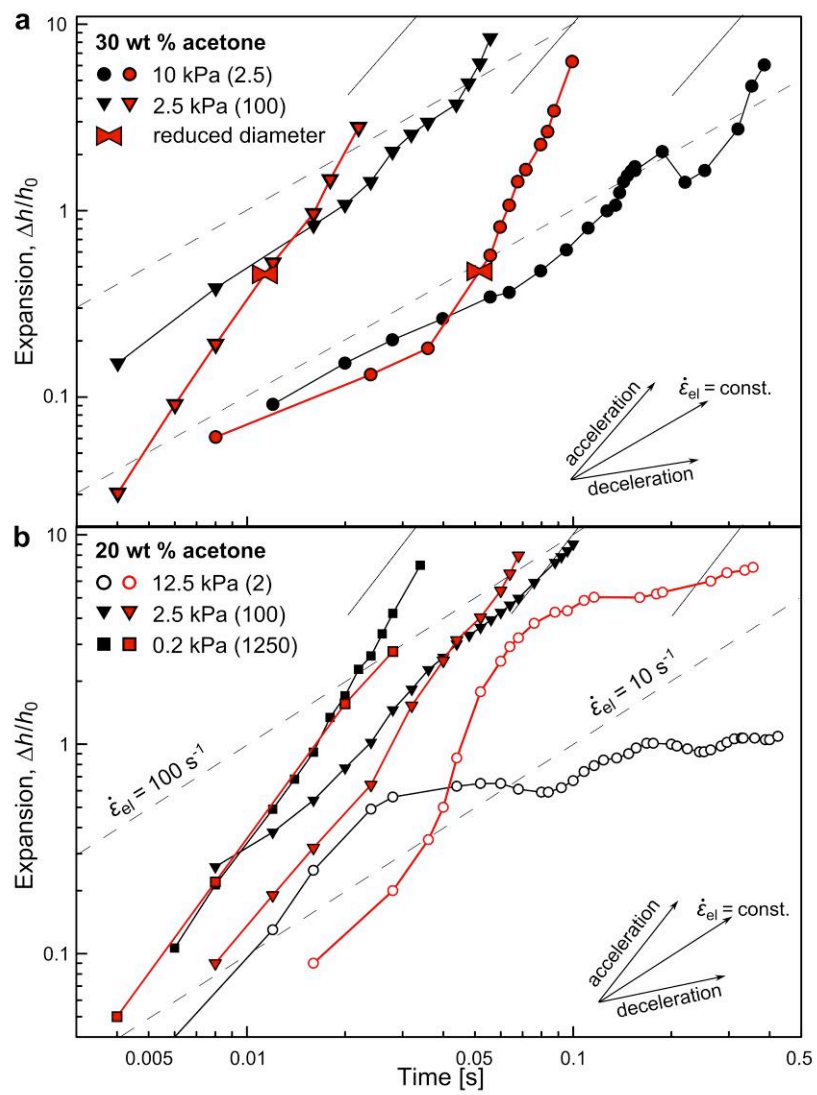 a
30 wt % acetone
10 kPa (2.5)
2.5 kPa (100)
reduced diameter
10
1
0.1
Expansion, Δh/h₀
acceleration
ε̇el = const.
deceleration
b
20 wt % acetone
12.5 kPa (2)
2.5 kPa (100)
0.2 kPa (1250)
10
1
0.1
Expansion, Δh/h₀
ε̇el = 100 s⁻¹
ε̇el = 10 s⁻¹
acceleration
ε̇el = const.
deceleration
0.005 0.01 0.05 0.1 0.5
Time [s]